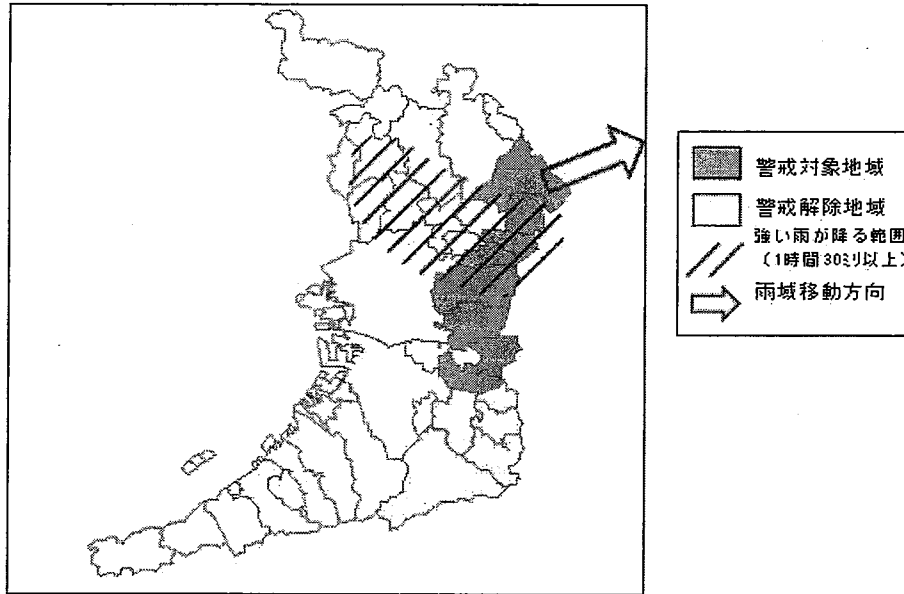 警戒対象地域
警戒解除地域
強い雨が降る範囲
(1時間30ミリ以上)
雨域移動方向